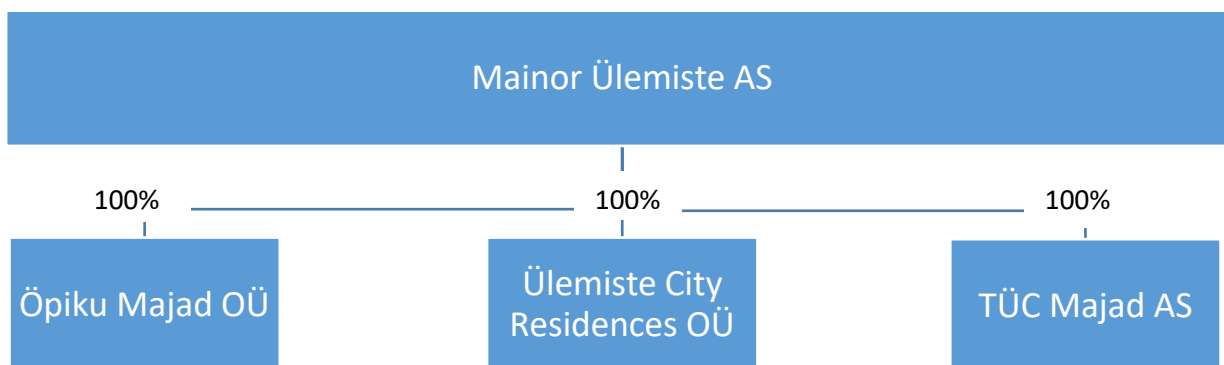 Mainor Ülemiste AS
100%
100%
100%
Öpiku Majad OÜ
Ülemiste City
Residences OÜ
TÜC Majad AS